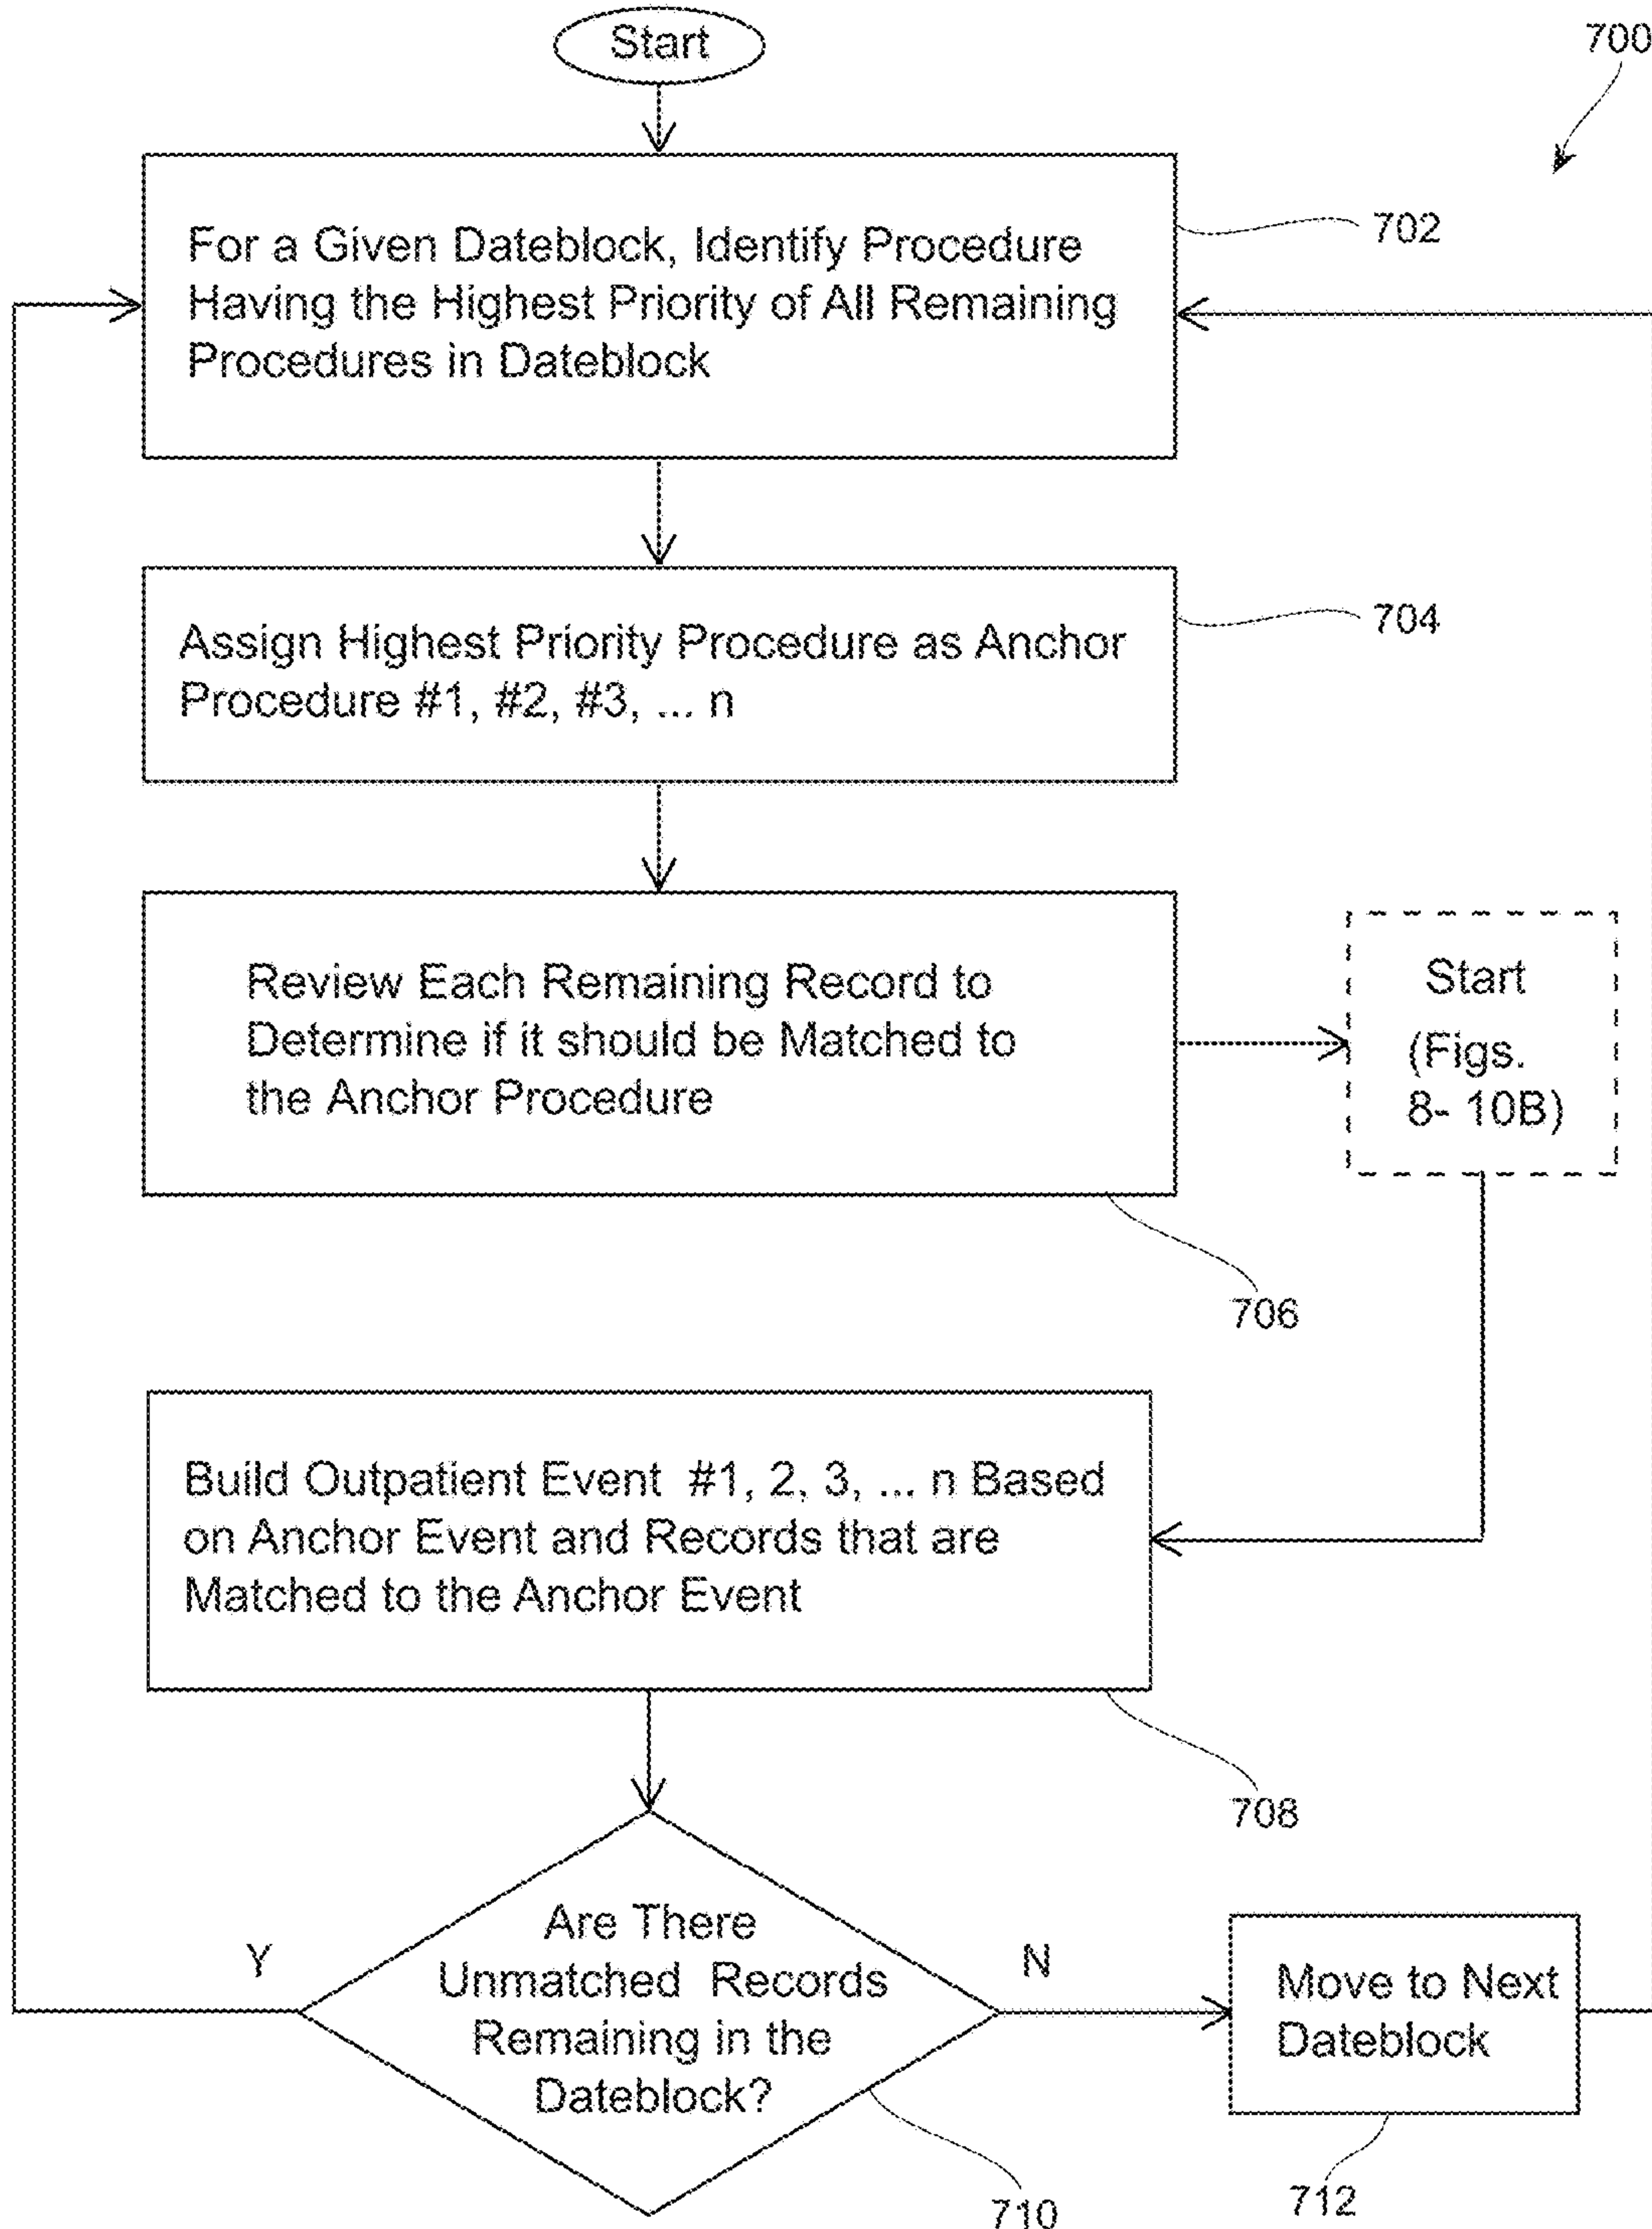 Start
700
For a Given Dateblock, Identify Procedure
Having the Highest Priority of All Remaining
Procedures in Dateblock
702
Assign Highest Priority Procedure as Anchor
Procedure #1, #2, #3, ... n
704
Review Each Remaining Record to
Determine if it should be Matched to
the Anchor Procedure
706
Start
(Figs.
8- 10B)
Build Outpatient Event #1, 2, 3, ... n Based
on Anchor Event and Records that are
Matched to the Anchor Event
708
Are There
Unmatched Records
Remaining in the
Dateblock?
710
Y
N
Move to Next
Dateblock
712